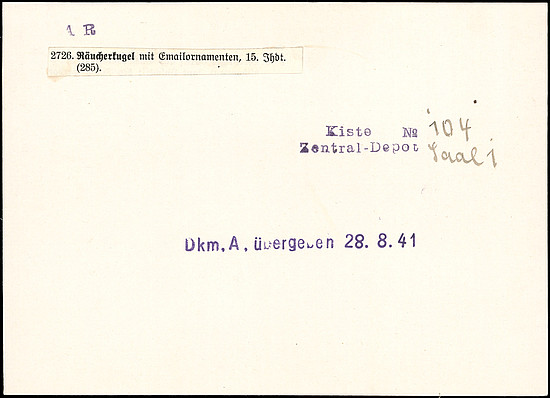 A R
2726. Räucherkugel mit Emailornamenten, 15. Jhdt.
(285).
Kiste № 104
Zentral-Depot Saal 1
Dkm. A. übergeben 28. 8. 41